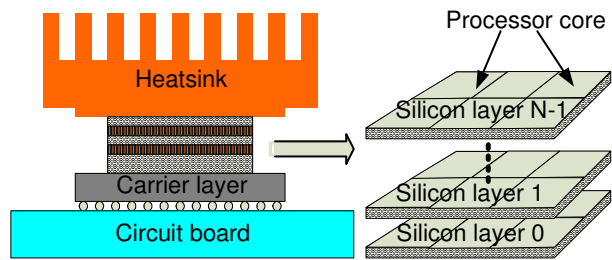 Processor core
Heatsink
Silicon layer N-1
Carrier layer
Silicon layer 1
Circuit board
Silicon layer 0